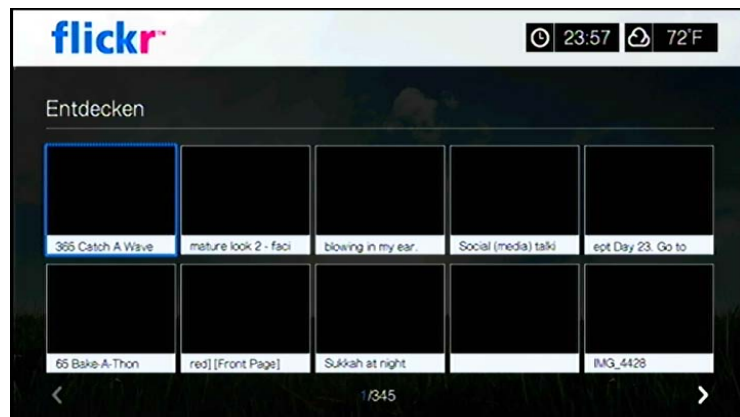 flickr™
23:57
72°F
Entdecken
365 Catch A Wave
mature look 2 - faci
blowing in my ear.
Social (media) talki
ept Day 23. Go to
65 Bake-A-Thon
red] [Front Page]
Sukkah at night
IMG_4428
1/345